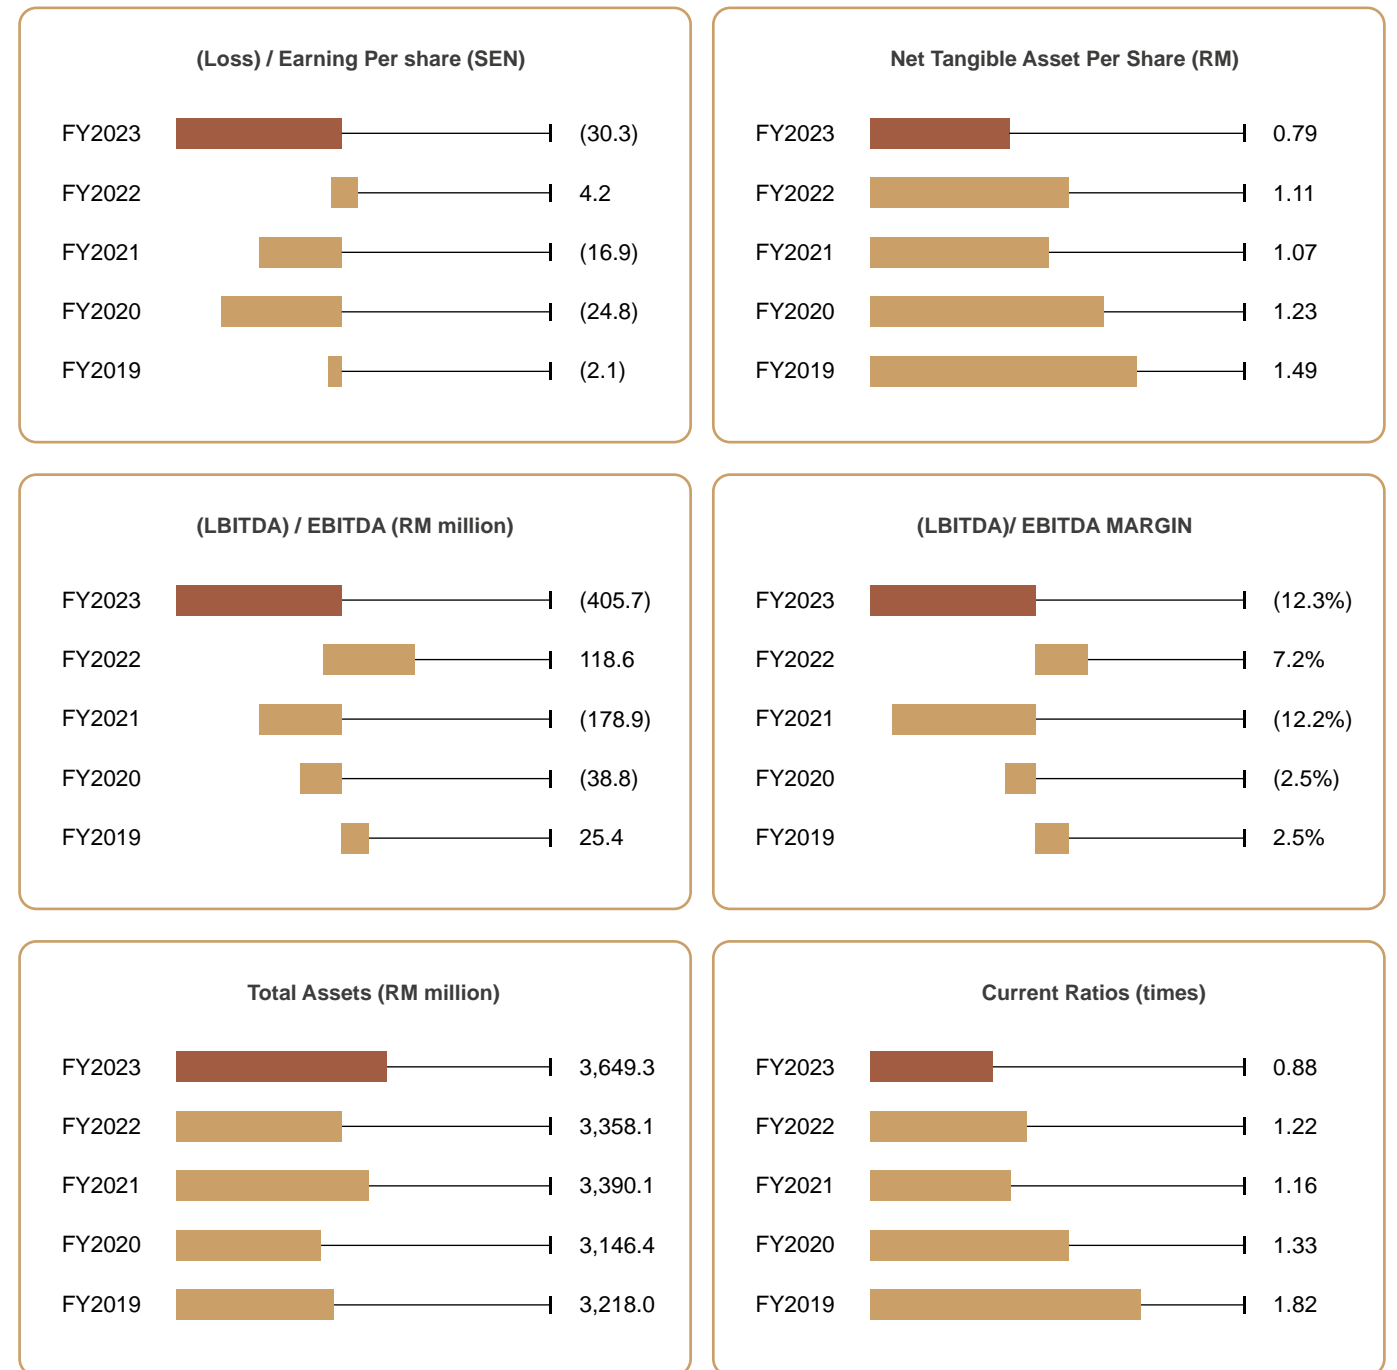 (Loss) / Earning Per share (SEN)
FY2023 (30.3)
FY2022 4.2
FY2021 (16.9)
FY2020 (24.8)
FY2019 (2.1)
Net Tangible Asset Per Share (RM)
FY2023 0.79
FY2022 1.11
FY2021 1.07
FY2020 1.23
FY2019 1.49
(LBITDA) / EBITDA (RM million)
FY2023 (405.7)
FY2022 118.6
FY2021 (178.9)
FY2020 (38.8)
FY2019 25.4
(LBITDA)/ EBITDA MARGIN
FY2023 (12.3%)
FY2022 7.2%
FY2021 (12.2%)
FY2020 (2.5%)
FY2019 2.5%
Total Assets (RM million)
FY2023 3,649.3
FY2022 3,358.1
FY2021 3,390.1
FY2020 3,146.4
FY2019 3,218.0
Current Ratios (times)
FY2023 0.88
FY2022 1.22
FY2021 1.16
FY2020 1.33
FY2019 1.82